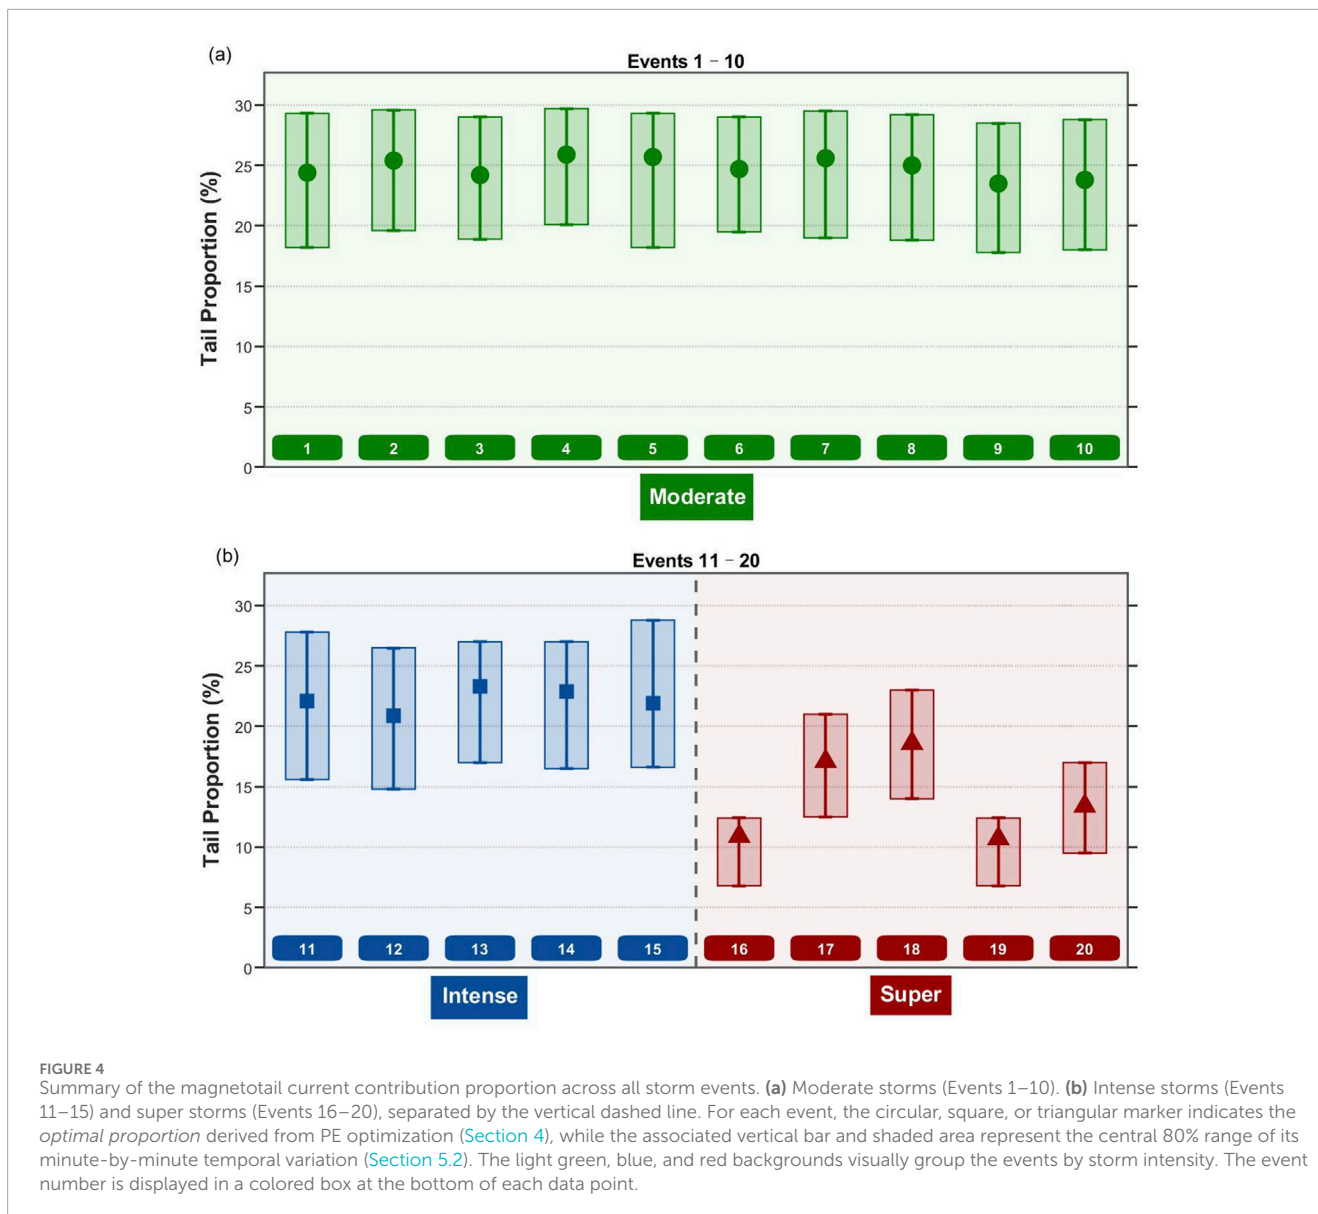 (a)
Events 1 – 10
Tail Proportion (%)
30
25
20
15
10
5
0
1 2 3 4 5 6 7 8 9 10
Moderate
(b)
Events 11 – 20
Tail Proportion (%)
30
25
20
15
10
5
0
11 12 13 14 15 16 17 18 19 20
Intense Super
FIGURE 4
Summary of the magnetotail current contribution proportion across all storm events. (a) Moderate storms (Events 1–10). (b) Intense storms (Events
11–15) and super storms (Events 16–20), separated by the vertical dashed line. For each event, the circular, square, or triangular marker indicates the
optimal proportion derived from PE optimization (Section 4), while the associated vertical bar and shaded area represent the central 80% range of its
minute-by-minute temporal variation (Section 5.2). The light green, blue, and red backgrounds visually group the events by storm intensity. The event
number is displayed in a colored box at the bottom of each data point.